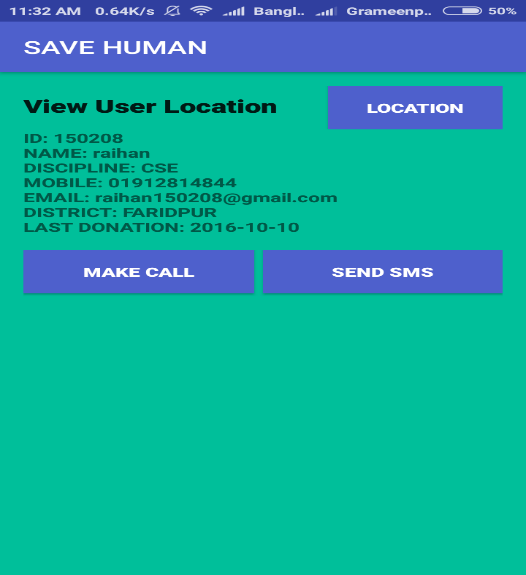 11:32 AM 0.64K/s Bangl.. Grameenp.. 50%
SAVE HUMAN
View User Location LOCATION
ID: 150208
NAME: raihan
DISCIPLINE: CSE
MOBILE: 01912814844
EMAIL: raihan150208@gmail.com
DISTRICT: FARIDPUR
LAST DONATION: 2016-10-10
MAKE CALL SEND SMS